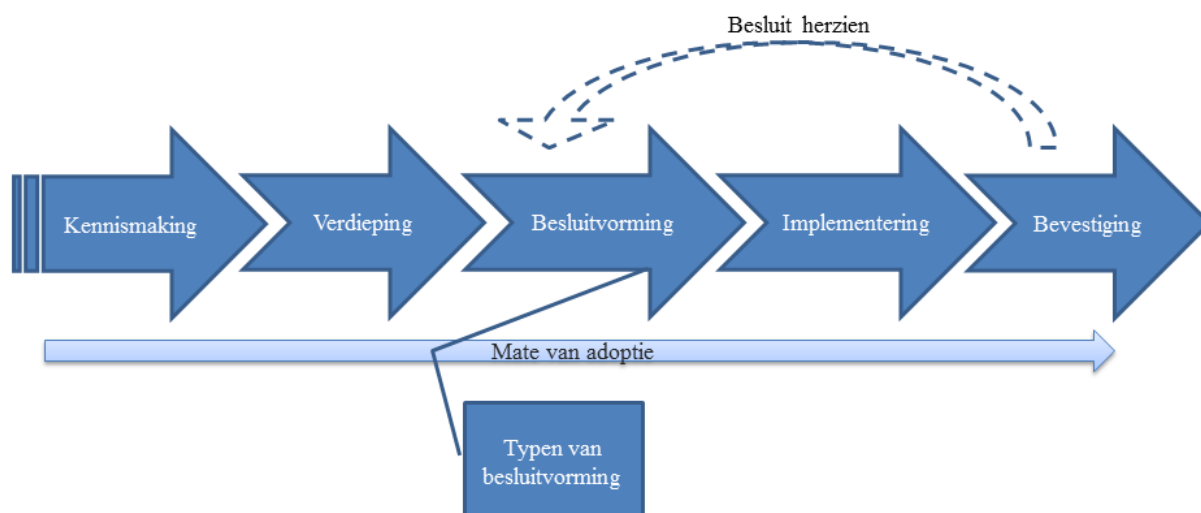 Besluit herzien
Kennismaking
Verdieping
Besluitvorming
Implementering
Bevestiging
Mate van adoptie
Typen van
besluitvorming